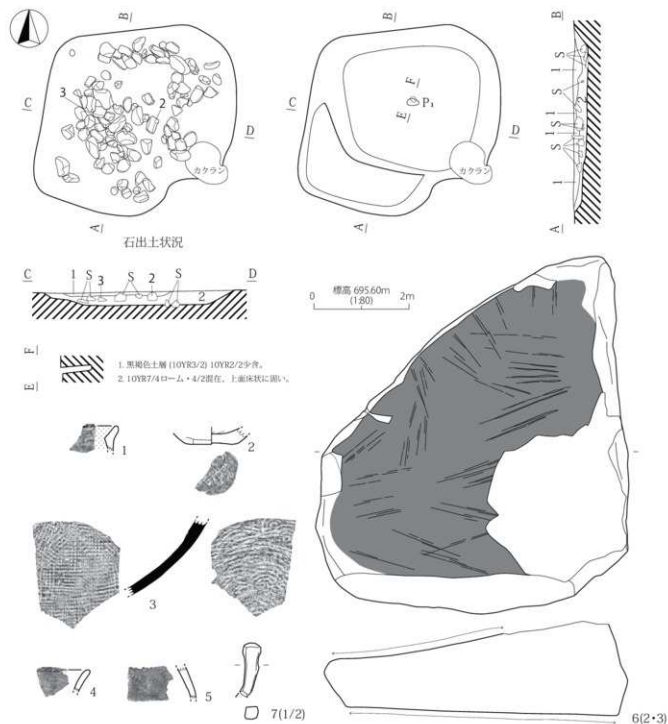 B
C
D
A
3
2
カクラン
石出土状況
B
C
D
A
F
E
P1
カクラン
B
S
1
S
1
S
1
S
1
A
C
D
1 S 3 S 2 S
2
標高 695.60m
(1:80)
0 2m
F
E
1. 黒褐色土層 (10YR3/2) 10YR2/2少含。
2. 10YR7/4ローム・4/2混在、上面床状に固い。
1
2
3
4
5
7(1/2)
6(2・3)